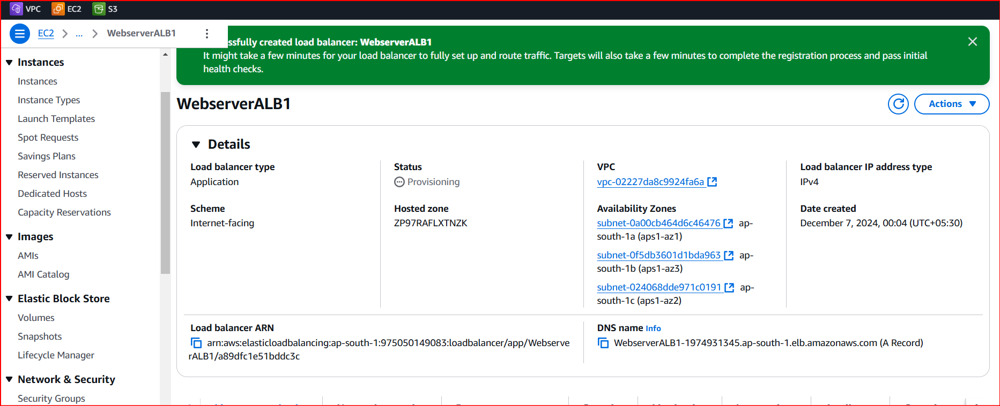 VPC EC2 S3
EC2 ... WebserverALB1
ssfully created load balancer: WebserverALB1
It might take a few minutes for your load balancer to fully set up and route traffic. Targets will also take a few minutes to complete the registration process and pass initial
health checks.
Instances
Instances
Instance Types
Launch Templates
Spot Requests
Savings Plans
Reserved Instances
Dedicated Hosts
Capacity Reservations
Images
AMIs
AMI Catalog
Elastic Block Store
Volumes
Snapshots
Lifecycle Manager
Network & Security
Security Groups
WebserverALB1
Actions
Details
Load balancer type
Application
Status
Provisioning
VPC
vpc-02227da8c9924fa6a
Load balancer IP address type
IPv4
Scheme
Internet-facing
Hosted zone
ZP97RAFLXTNZK
Availability Zones
subnet-0a00cb464d6c46476 ap-
south-1a (aps1-az1)
subnet-0f5db3601d1bda963 ap-
south-1b (aps1-az3)
subnet-024068dde971c0191 ap-
south-1c (aps1-az2)
Date created
December 7, 2024, 00:04 (UTC+05:30)
Load balancer ARN
arn:aws:elasticloadbalancing:ap-south-1:975050149083:loadbalancer/app/Webserve
rALB1/a89dfc1e51bddc3c
DNS name Info
WebserverALB1-1974931345.ap-south-1.elb.amazonaws.com (A Record)